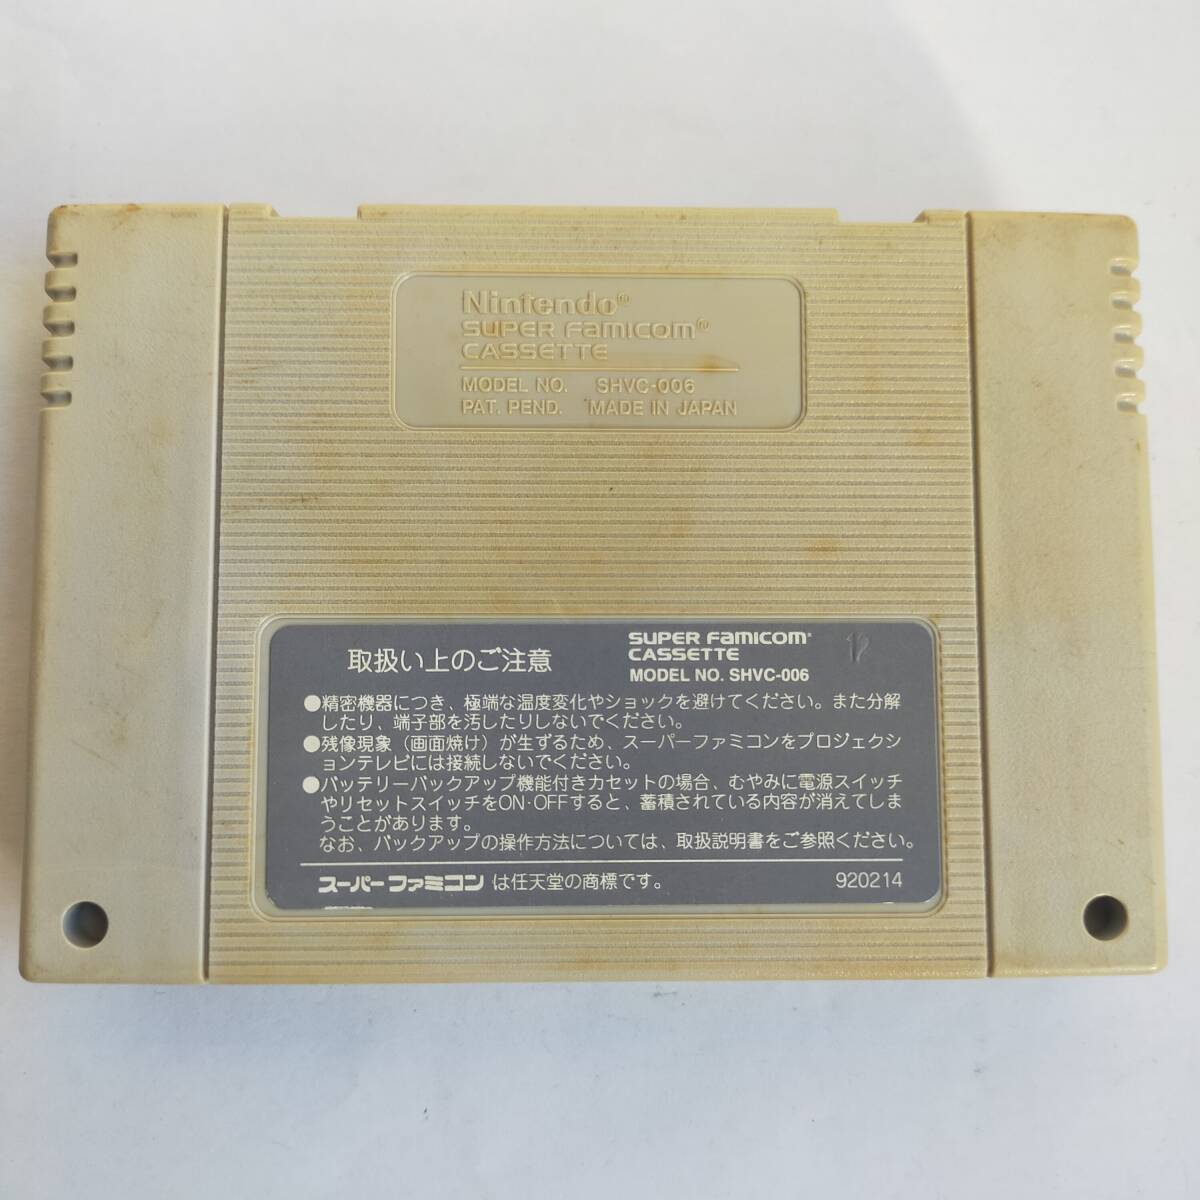 Nintendo®
SUPER FAMICOM®
CASSETTE
MODEL NO. SHVC-006
PAT. PEND. MADE IN JAPAN
取扱い上のご注意
SUPER FAMICOM®
CASSETTE
MODEL NO. SHVC-006
12
●精密機器につき、極端な温度変化やショックを避けてください。また分解
したり、端子部を汚したりしないでください。
●残像現象（画面焼け）が生ずるため、スーパーファミコンをプロジェクシ
ョンテレビには接続しないでください。
●バッテリーバックアップ機能付きカセットの場合、むやみに電源スイッチ
やリセットスイッチをON・OFFすると、蓄積されている内容が消えてしま
うことがあります。
なお、バックアップの操作方法については、取扱説明書をご参照ください。
スーパーファミコン は任天堂の商標です。 920214